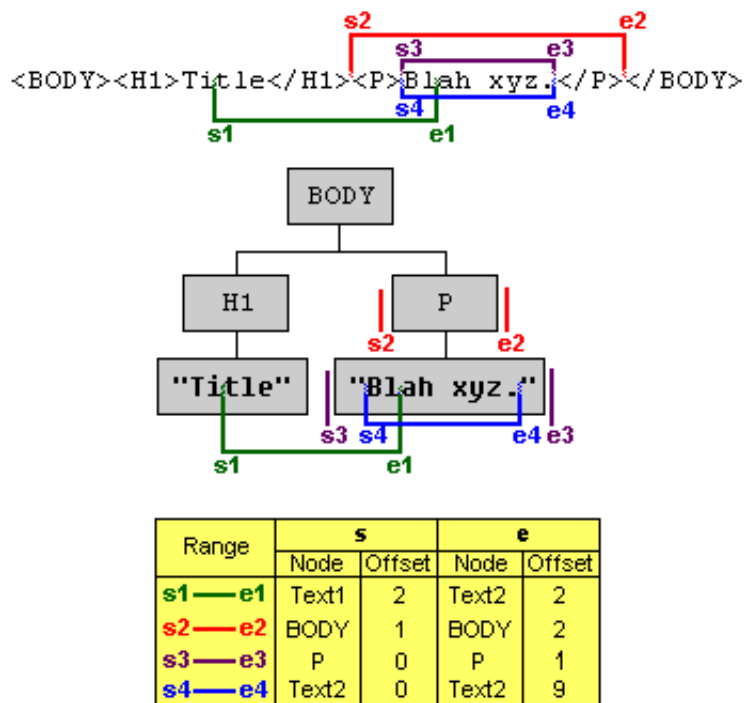 s2 e2
s3 e3
<BODY><H1>Title</H1><P>Blah xyz.</P></BODY>
s4 e4
s1 e1
BODY
H1 P
s2 e2
"Title" "Blah xyz."
s3 s4 e4 e3
s1 e1
Range s e
Node Offset Node Offset
s1 e1 Text1 2 Text2 2
s2 e2 BODY 1 BODY 2
s3 e3 P 0 P 1
s4 e4 Text2 0 Text2 9